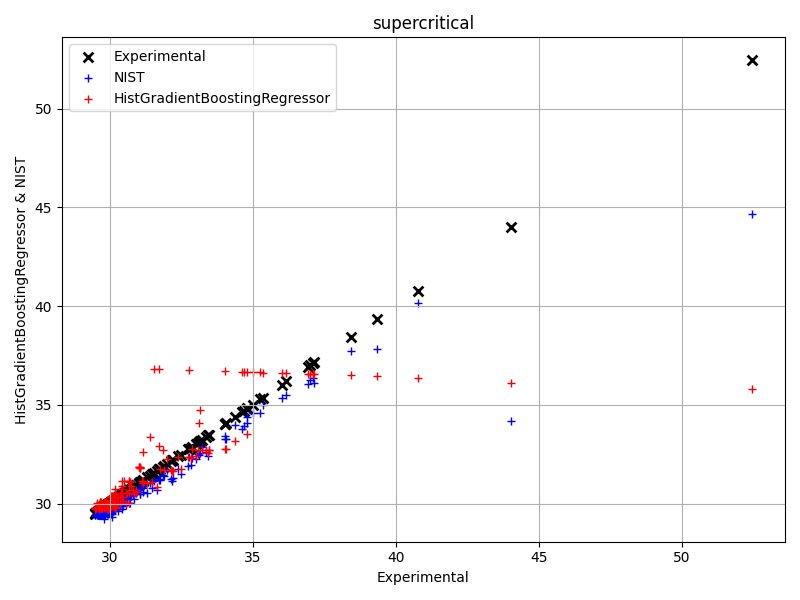 supercritical
Experimental
NIST
HistGradientBoostingRegressor
HistGradientBoostingRegressor & NIST
50
45
40
35
30
30 35 40 45 50
Experimental